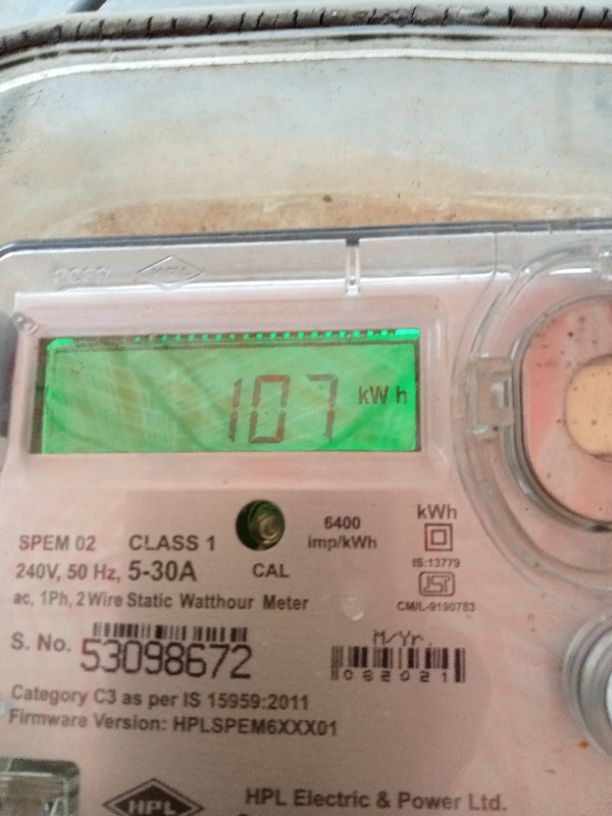 HPL
107 kWh
6400
imp/kWh
kWh
SPEM 02 CLASS 1
CAL
IS:13779
240V, 50 Hz, 5-30A
ac, 1Ph, 2 Wire Static Watthour Meter
CM/L-9190783
S. No. 53098672
M/Yr.
082021
Category C3 as per IS 15959:2011
Firmware Version: HPLSPEM6XXX01
HPL
HPL Electric & Power Ltd.